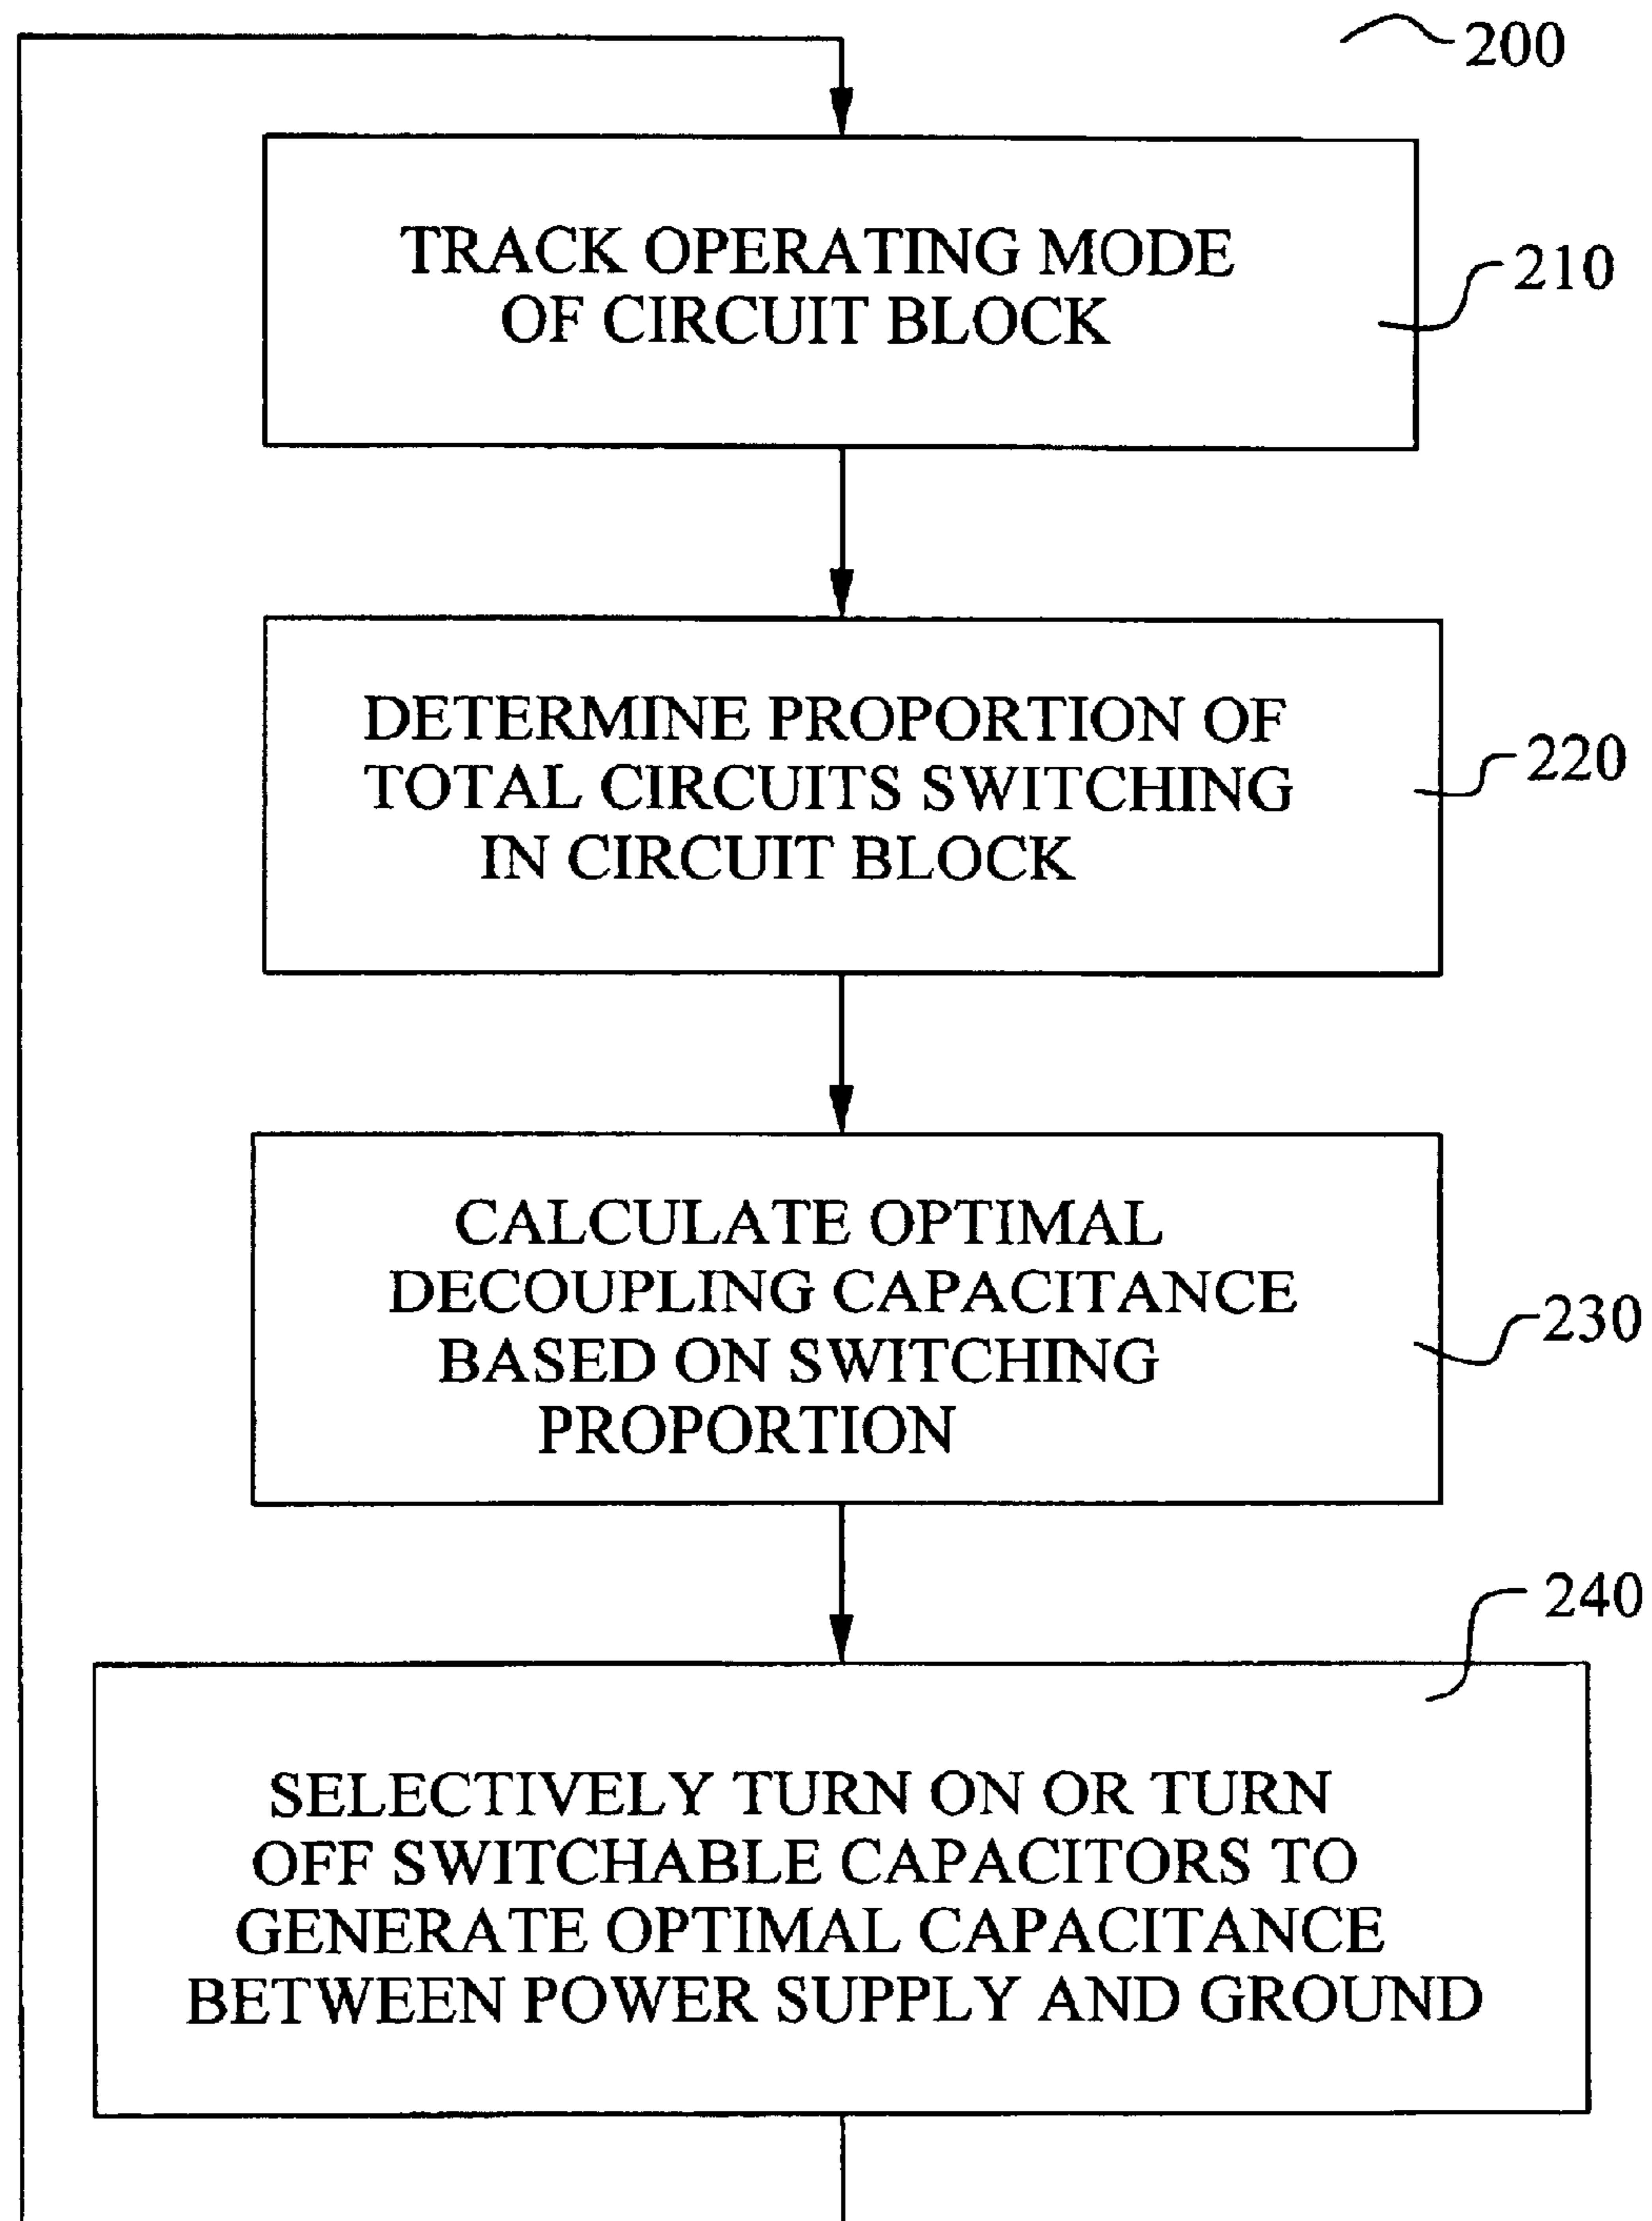 200
TRACK OPERATING MODE
OF CIRCUIT BLOCK
210
DETERMINE PROPORTION OF
TOTAL CIRCUITS SWITCHING
IN CIRCUIT BLOCK
220
CALCULATE OPTIMAL
DECOUPLING CAPACITANCE
BASED ON SWITCHING
PROPORTION
230
240
SELECTIVELY TURN ON OR TURN
OFF SWITCHABLE CAPACITORS TO
GENERATE OPTIMAL CAPACITANCE
BETWEEN POWER SUPPLY AND GROUND